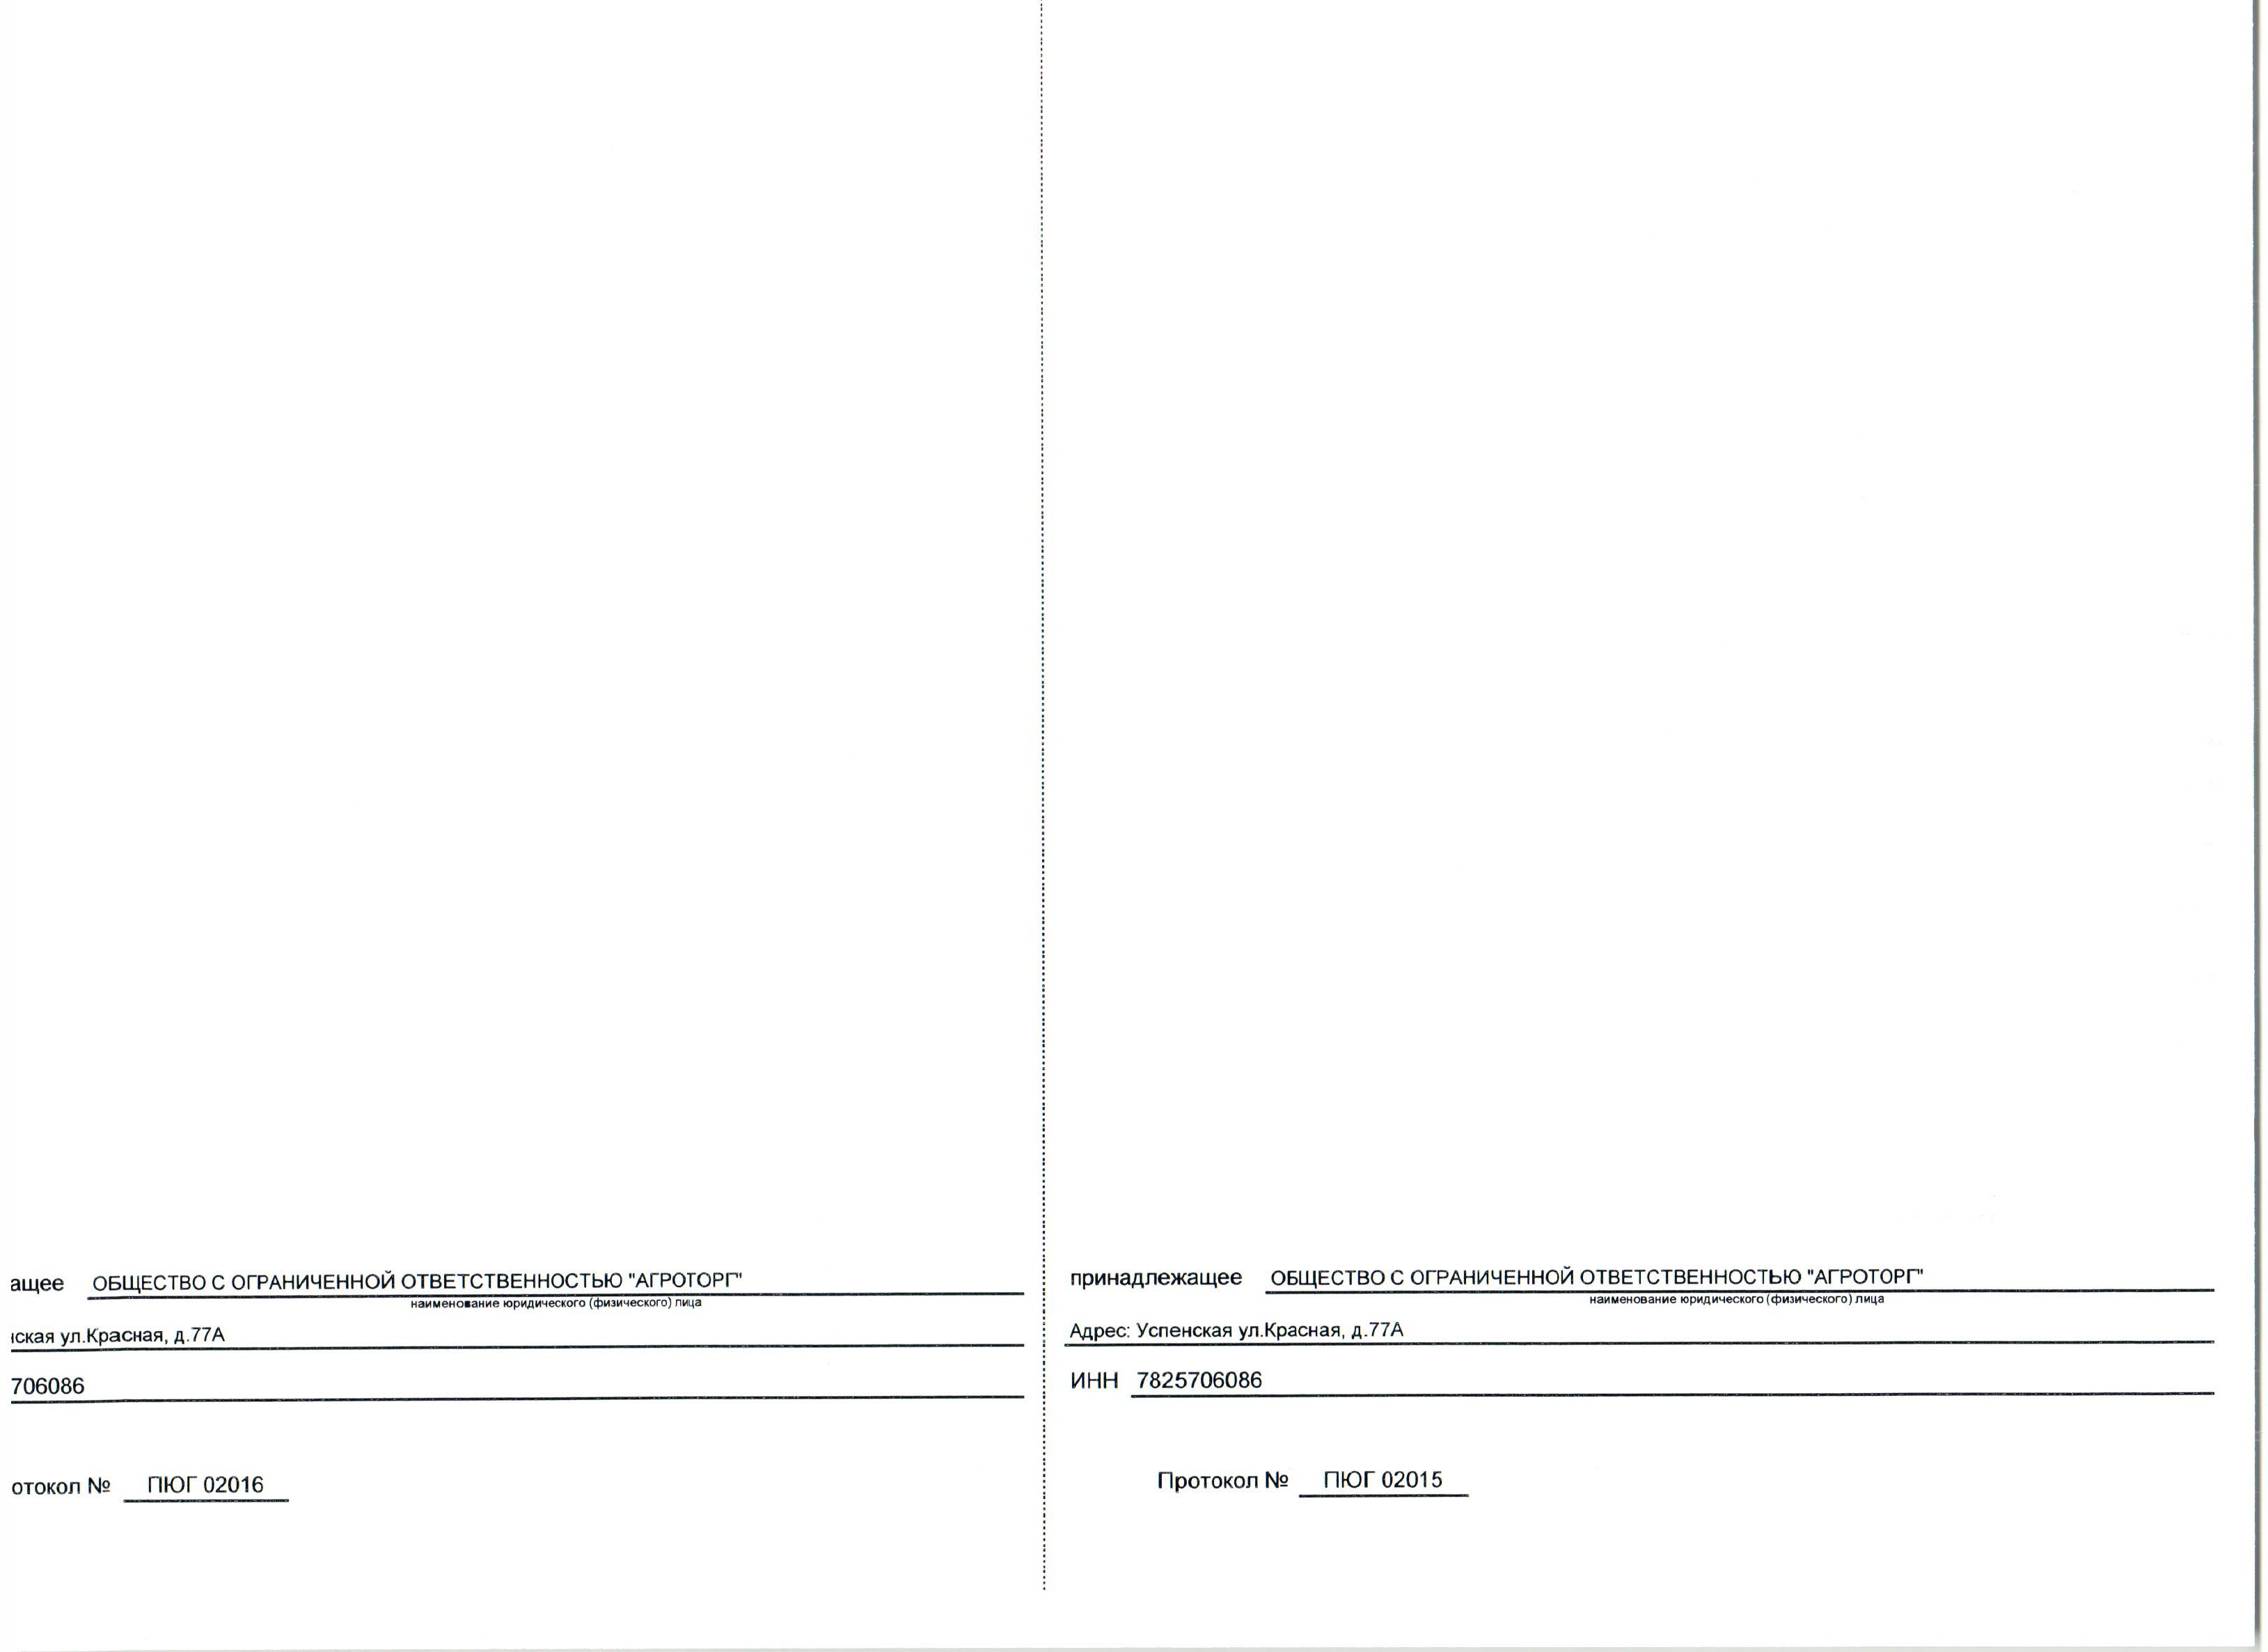 ащее ОБЩЕСТВО С ОГРАНИЧЕННОЙ ОТВЕТСТВЕННОСТЬЮ "АГРОТОРГ"
наименование юридического (физического) лица
нская ул.Красная, д.77А
706086
отокол № ПЮГ 02016
принадлежащее ОБЩЕСТВО С ОГРАНИЧЕННОЙ ОТВЕТСТВЕННОСТЬЮ "АГРОТОРГ"
наименование юридического (физического) лица
Адрес: Успенская ул.Красная, д.77А
ИНН 7825706086
Протокол № ПЮГ 02015